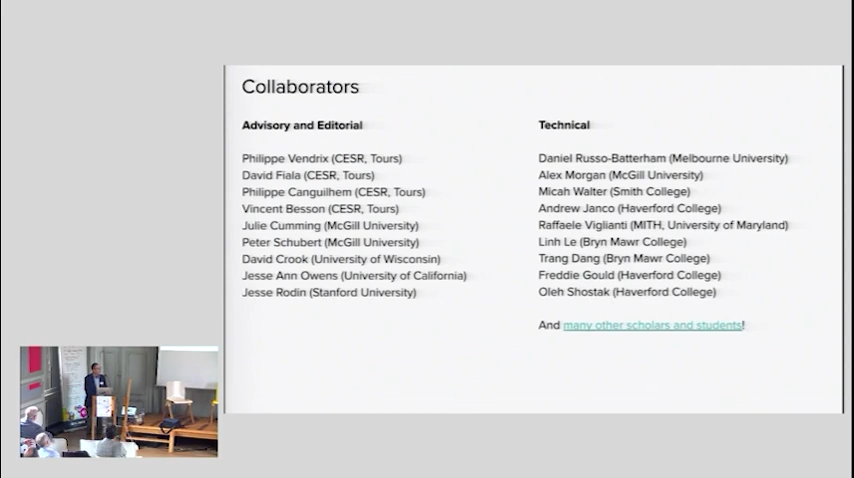 Collaborators
Advisory and Editorial
Philippe Vendrix (CESR, Tours)
David Fiala (CESR, Tours)
Philippe Canguilhem (CESR, Tours)
Vincent Besson (CESR, Tours)
Julie Cumming (McGill University)
Peter Schubert (McGill University)
David Crook (University of Wisconsin)
Jesse Ann Owens (University of California)
Jesse Rodin (Stanford University)
Technical
Daniel Russo-Batterham (Melbourne University)
Alex Morgan (McGill University)
Micah Walter (Smith College)
Andrew Janco (Haverford College)
Raffaele Viglianti (MITH, University of Maryland)
Linh Le (Bryn Mawr College)
Trang Dang (Bryn Mawr College)
Freddie Gould (Haverford College)
Oleh Shostak (Haverford College)
And many other scholars and students!